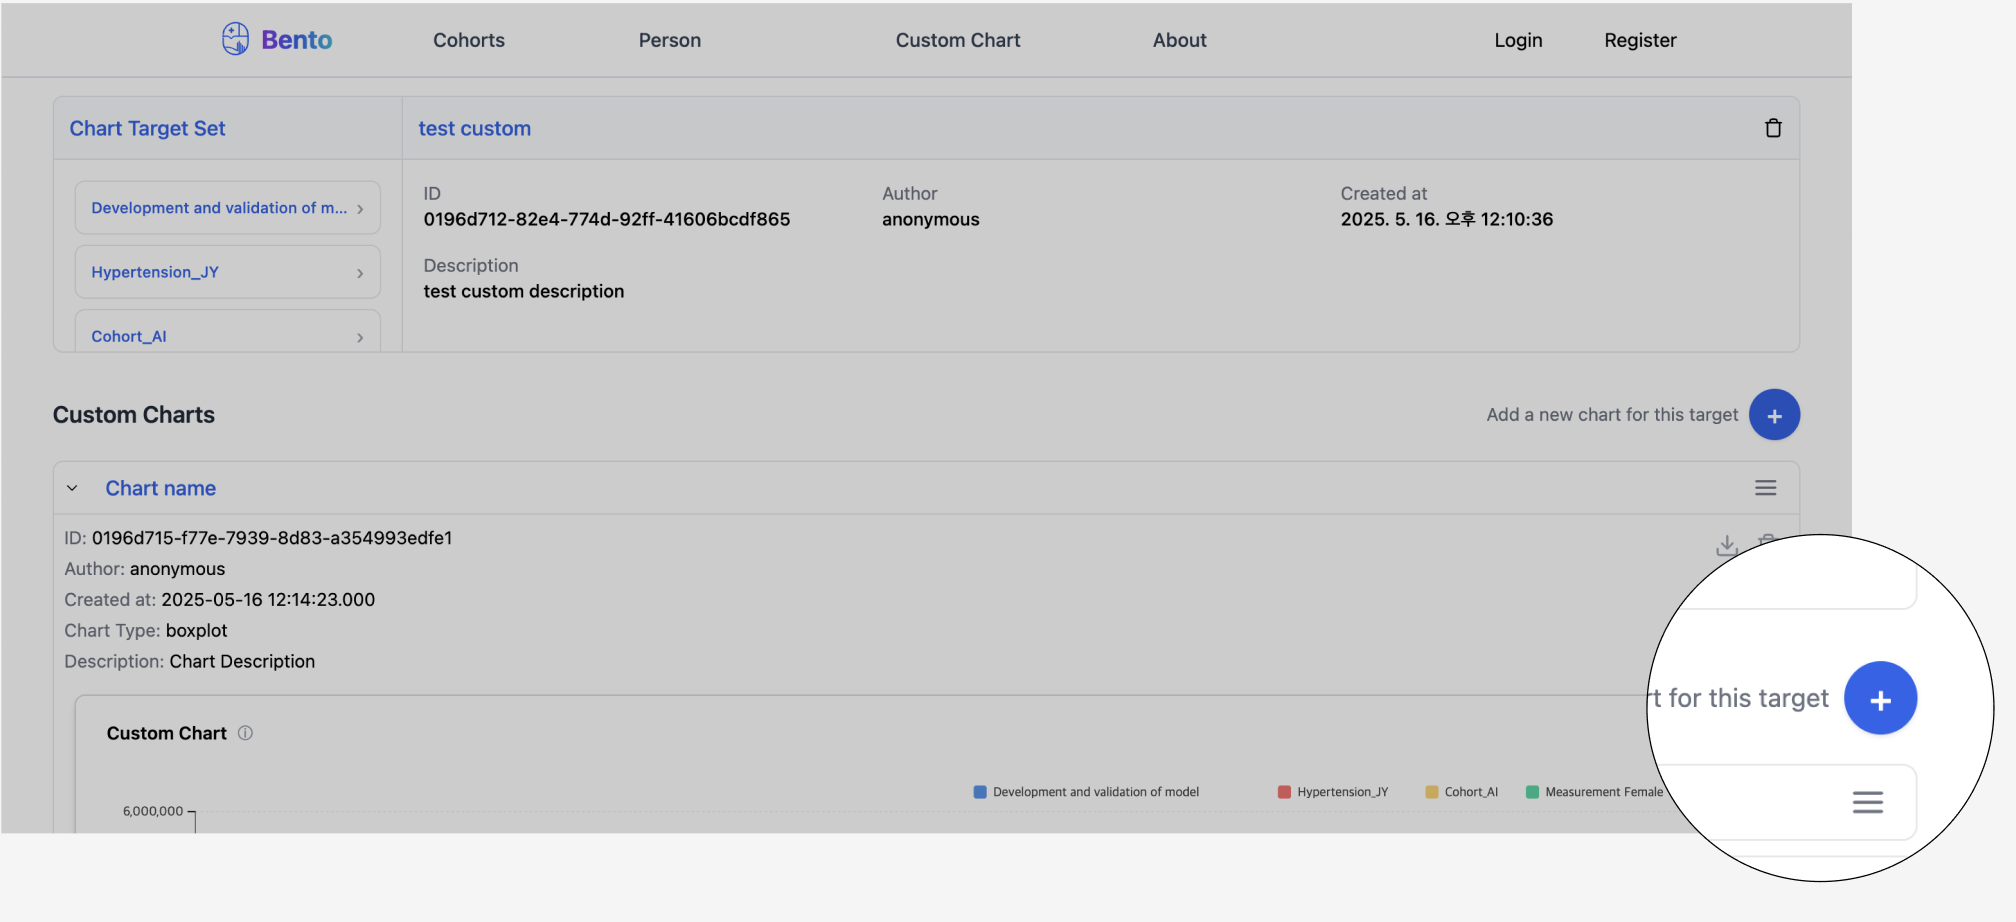 Bento
Cohorts
Person
Custom Chart
About
Login
Register
Chart Target Set
test custom
Development and validation of m...
Hypertension_JY
Cohort_AI
ID
0196d712-82e4-774d-92ff-41606bcdf865
Author
anonymous
Created at
2025. 5. 16. 오후 12:10:36
Description
test custom description
Custom Charts
Add a new chart for this target
Chart name
ID: 0196d715-f77e-7939-8d83-a354993edfe1
Author: anonymous
Created at: 2025-05-16 12:14:23.000
Chart Type: boxplot
Description: Chart Description
Custom Chart
Development and validation of model
Hypertension_JY
Cohort_AI
Measurement Female
6,000,000
t for this target